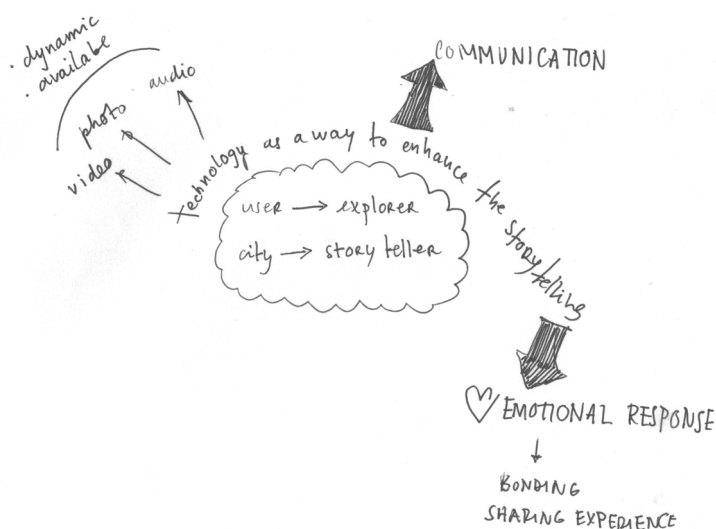 · dynamic
· available
audio
photo
video
COMMUNICATION
technology as a way to enhance the storytelling
user → explorer
city → story teller
♡ EMOTIONAL RESPONSE
↓
BONDING
SHARING EXPERIENCE